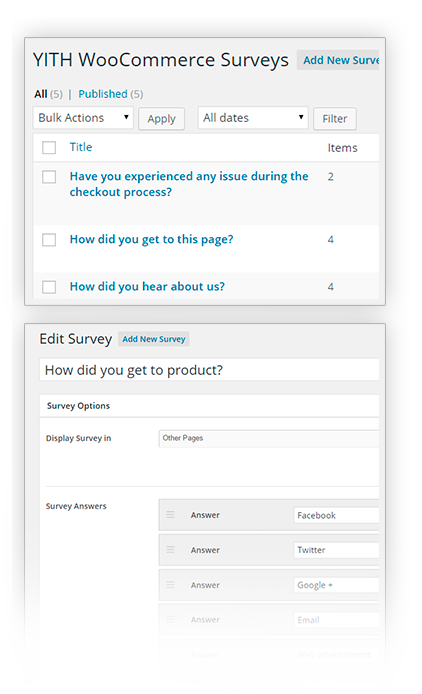 YITH WooCommerce Surveys Add New Surve
All (5) | Published (5)
Bulk Actions Apply All dates Filter
Title Items
Have you experienced any issue during the 2
checkout process?
How did you get to this page? 4
How did you hear about us? 4
Edit Survey Add New Survey
How did you get to product?
Survey Options
Display Survey in Other Pages
Survey Answers Answer Facebook
Answer Twitter
Answer Google +
Answer Email
Answer